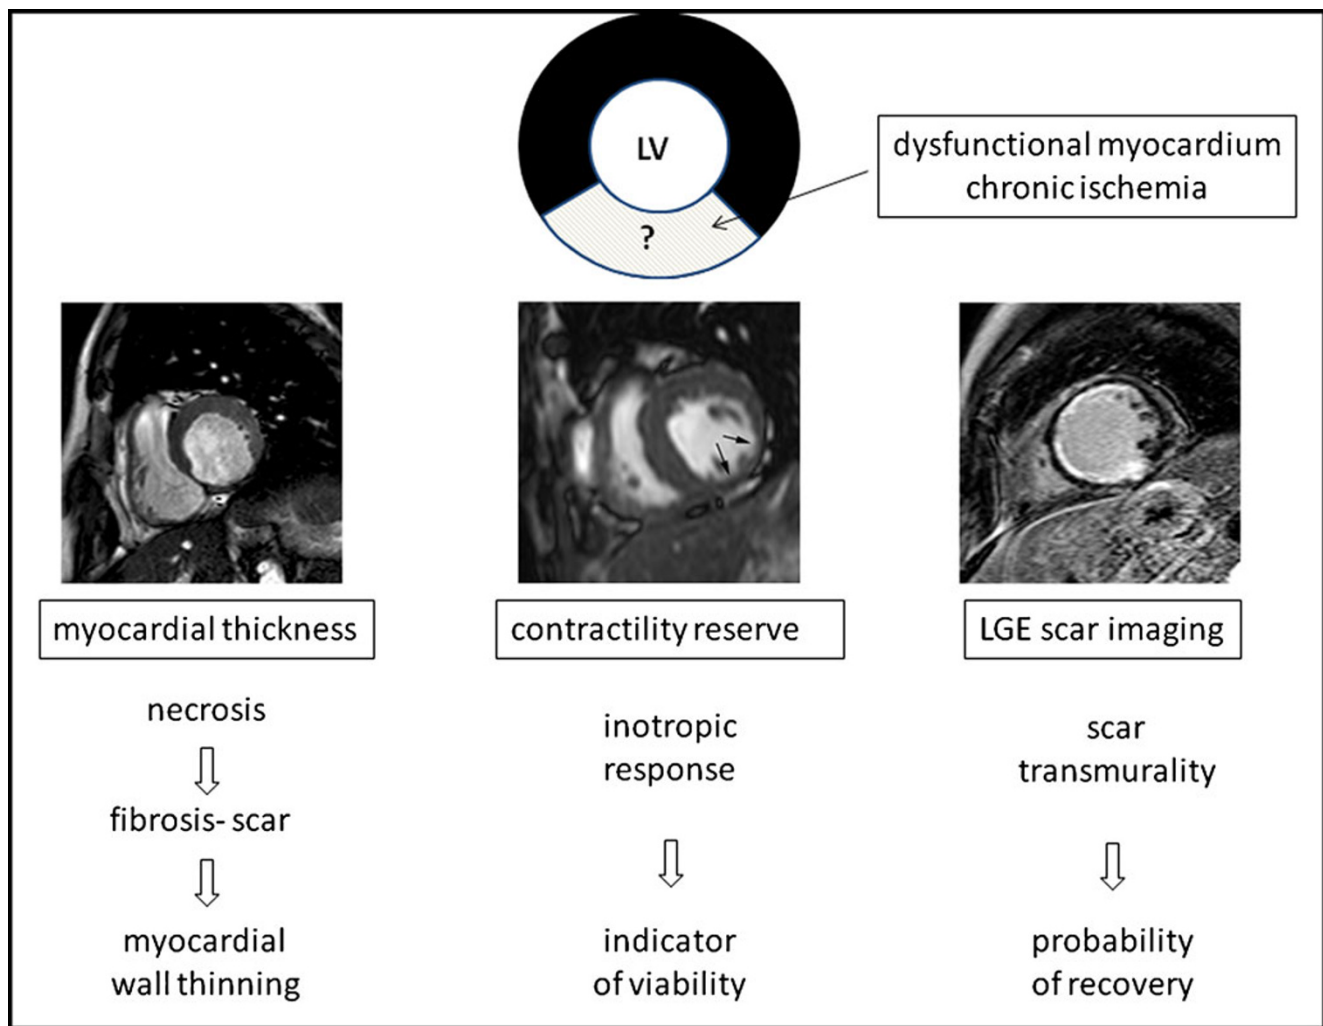 LV
?
dysfunctional myocardium
chronic ischemia
myocardial thickness
necrosis
fibrosis- scar
myocardial
wall thinning
contractility reserve
inotropic
response
indicator
of viability
LGE scar imaging
scar
transmurality
probability
of recovery